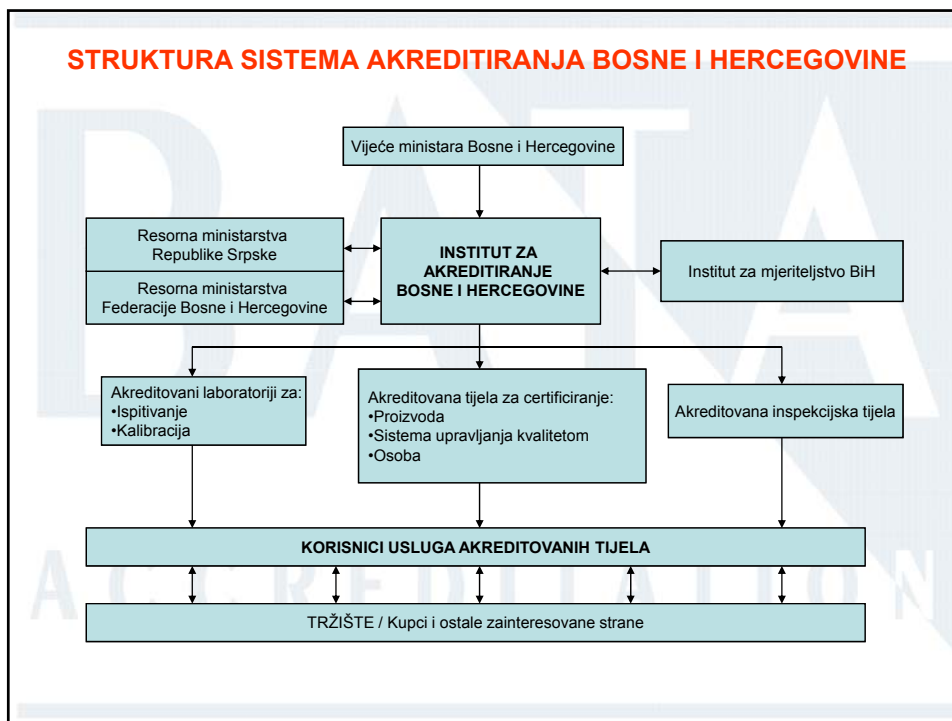 STRUKTURA SISTEMA AKREDITIRANJA BOSNE I HERCEGOVINE
Vijeće ministara Bosne i Hercegovine
Resorna ministarstva
Republike Srpske
Resorna ministarstva
Federacije Bosne i Hercegovine
INSTITUT ZA
AKREDITIRANJE
BOSNE I HERCEGOVINE
Institut za mjeriteljstvo BiH
Akreditovani laboratoriji za:
•Ispitivanje
•Kalibracija
Akreditovana tijela za certificiranje:
•Proizvoda
•Sistema upravljanja kvalitetom
•Osoba
Akreditovana inspekcijska tijela
KORISNICI USLUGA AKREDITOVANIH TIJELA
TRŽIŠTE / Kupci i ostale zainteresovane strane
BATA
ACCREDITATION